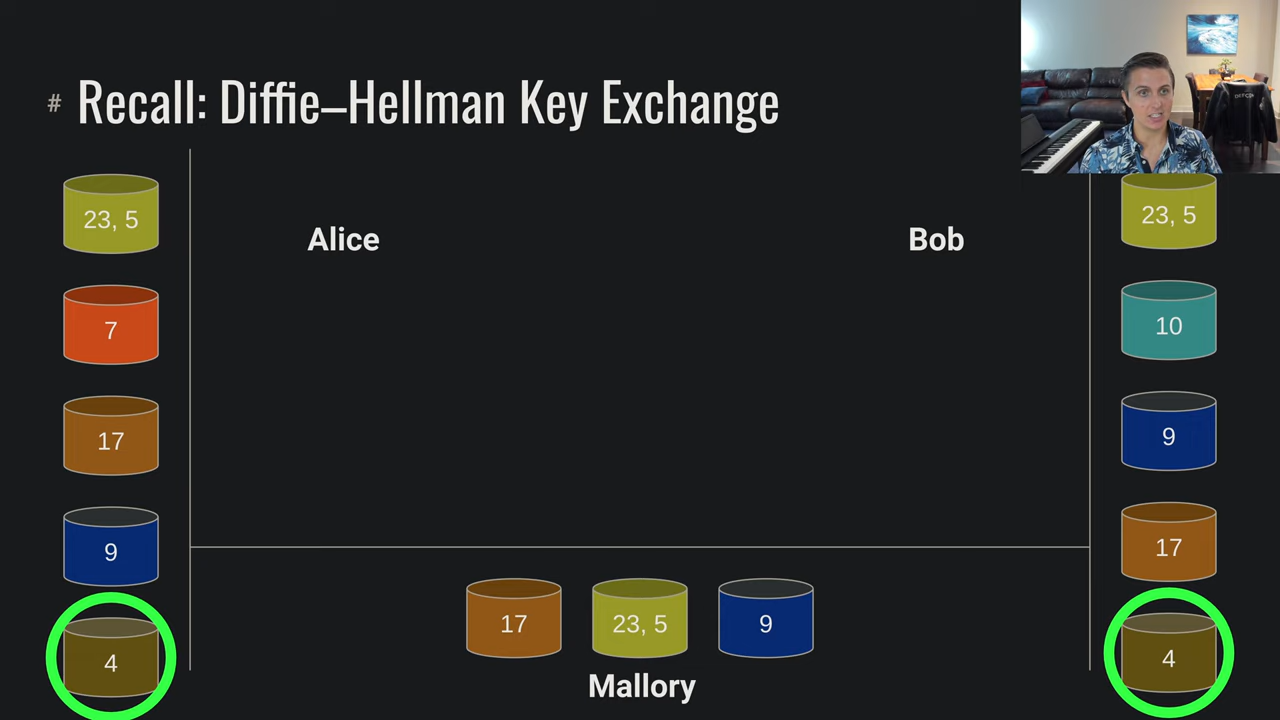 # Recall: Diffie–Hellman Key Exchange
DEFCON
23, 5
7
17
9
4
Alice
Bob
23, 5
10
9
17
4
17
23, 5
9
Mallory